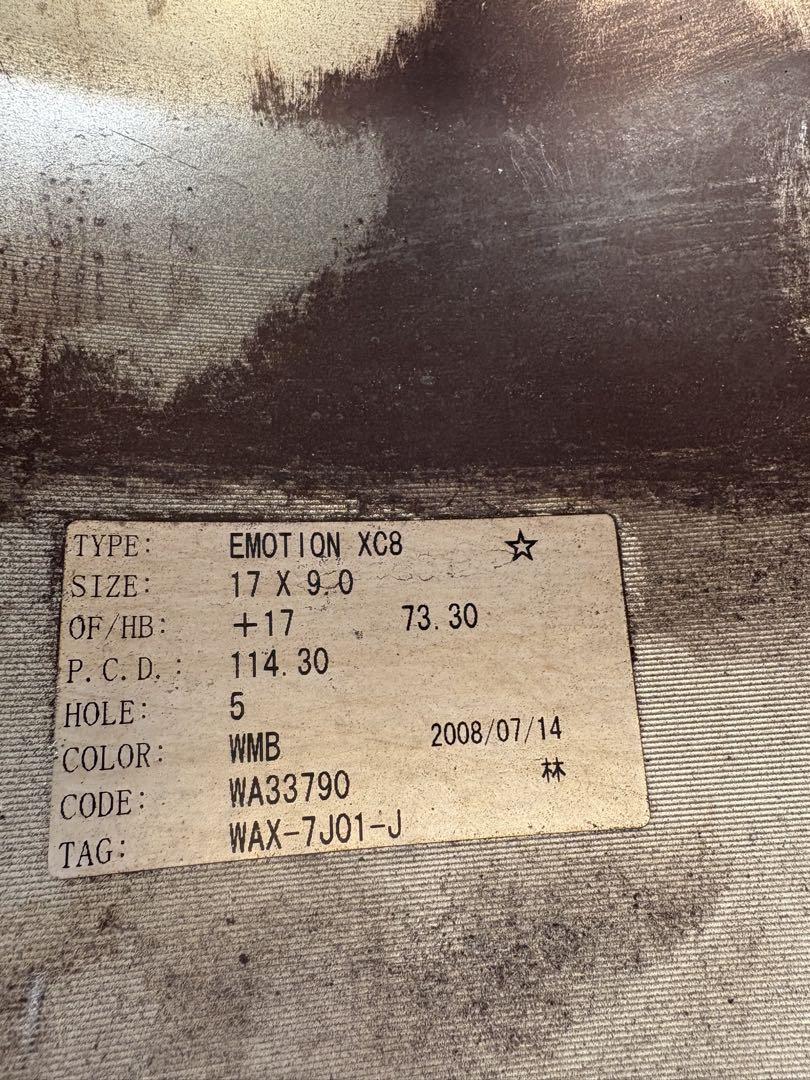 TYPE: EMOTION XC8 ☆
SIZE: 17 X 9.0
OF/HB: +17 73.30
P.C.D.: 114.30
HOLE: 5
COLOR: WMB 2008/07/14
CODE: WA33790 林
TAG: WAX-7J01-J